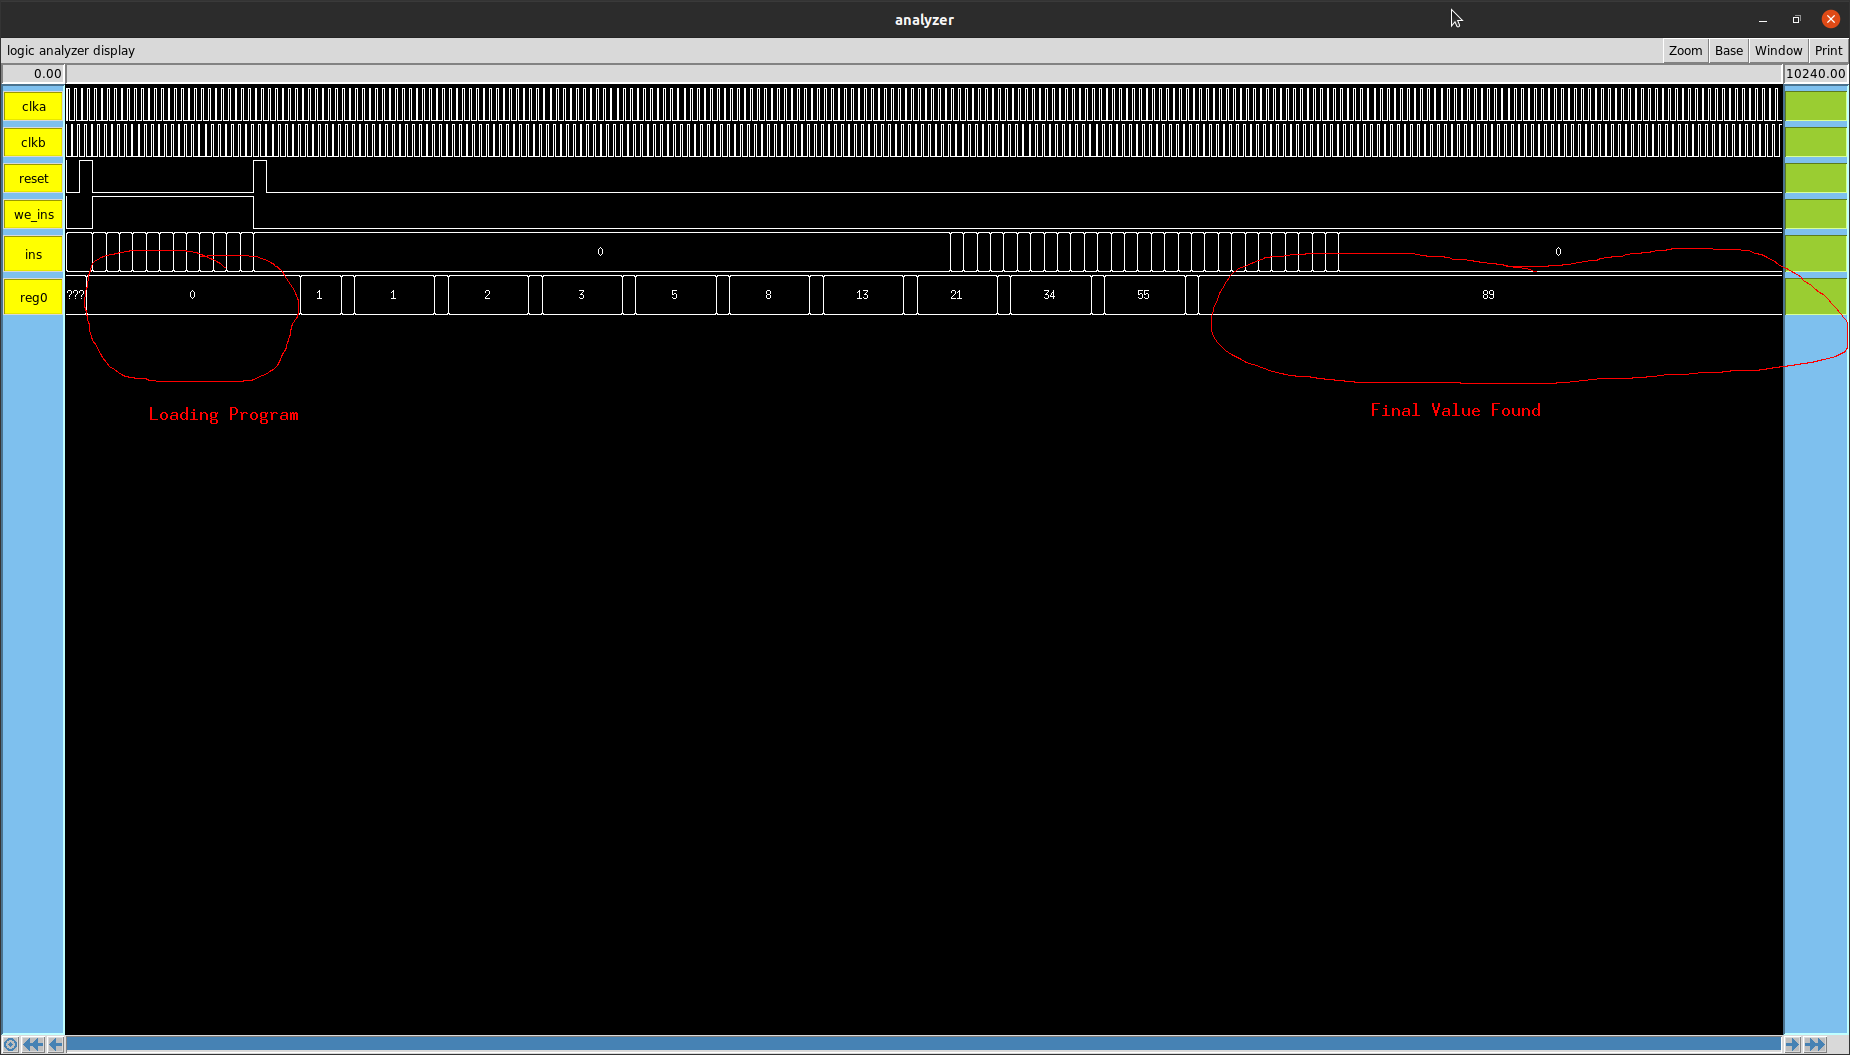 analyzer
logic analyzer display
Zoom Base Window Print
0.00 10240.00
clka
clkb
reset
we_ins
ins 0 0
reg0 ??? 0 1 1 2 3 5 8 13 21 34 55 89
Loading Program
Final Value Found